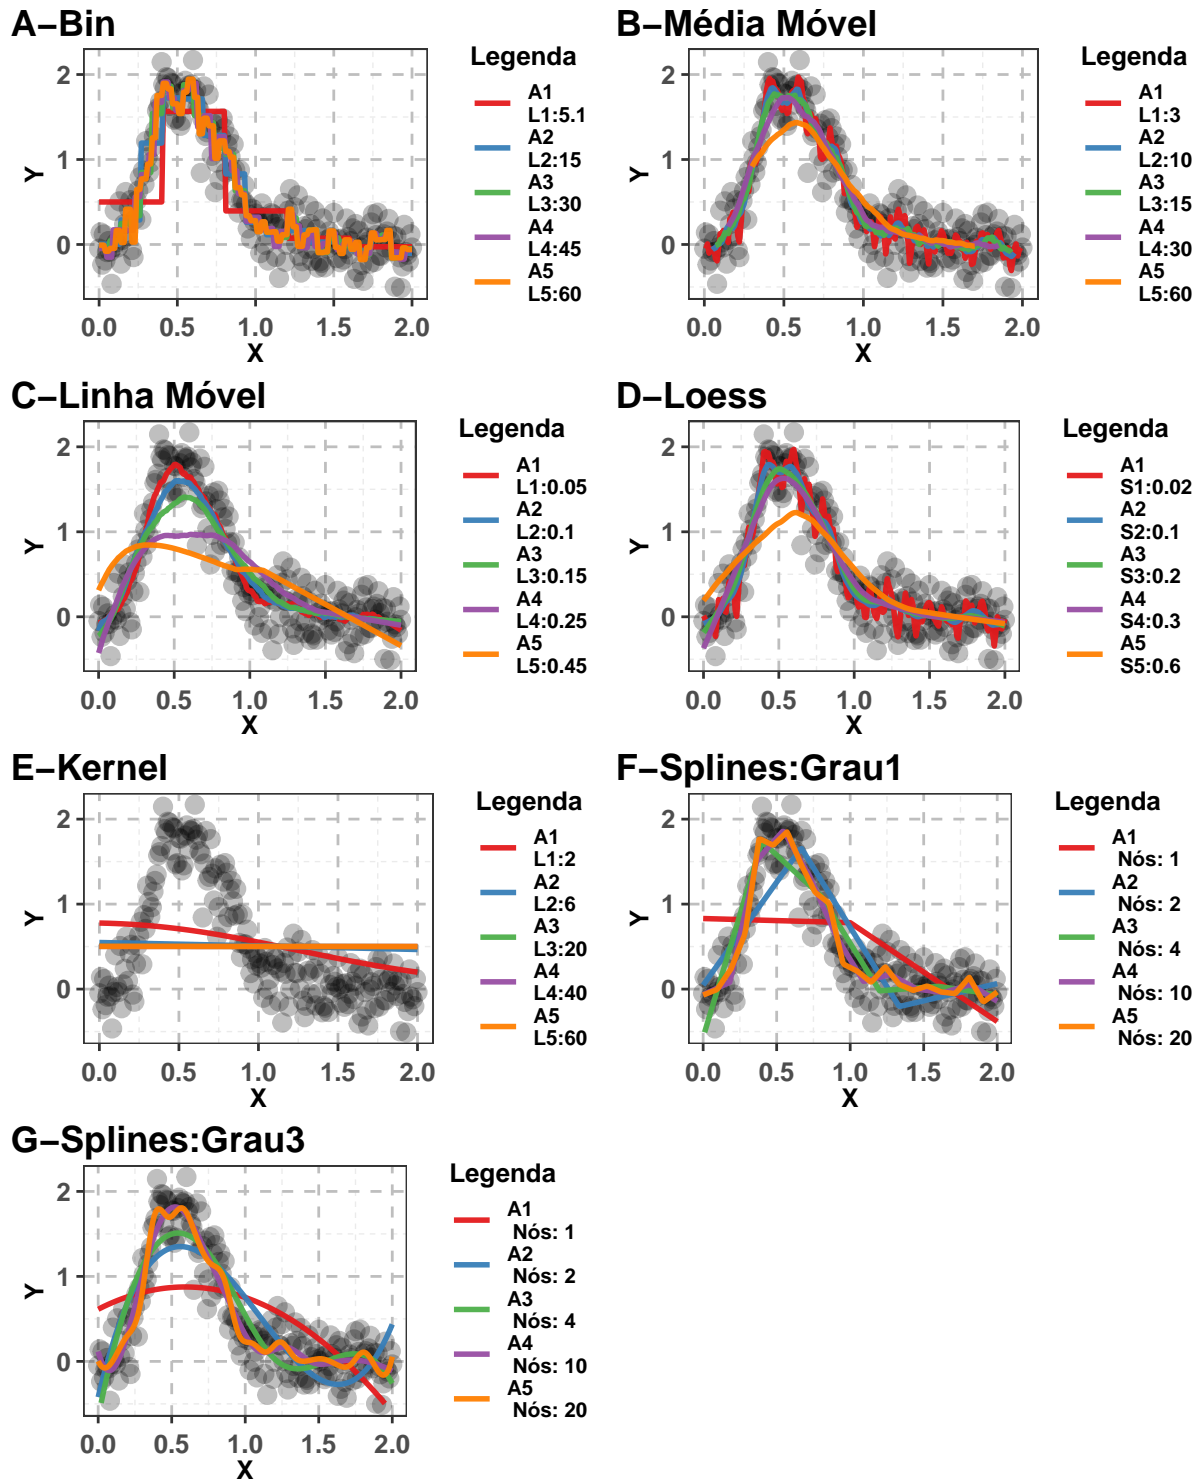 A–Bin
Legenda
A1
L1:5.1
A2
L2:15
A3
L3:30
A4
L4:45
A5
L5:60
Y
2
1
0
0.0 0.5 1.0 1.5 2.0
X
B–Média Móvel
Legenda
A1
L1:3
A2
L2:10
A3
L3:15
A4
L4:30
A5
L5:60
Y
2
1
0
0.0 0.5 1.0 1.5 2.0
X
C–Linha Móvel
Legenda
A1
L1:0.05
A2
L2:0.1
A3
L3:0.15
A4
L4:0.25
A5
L5:0.45
Y
2
1
0
0.0 0.5 1.0 1.5 2.0
X
D–Loess
Legenda
A1
S1:0.02
A2
S2:0.1
A3
S3:0.2
A4
S4:0.3
A5
S5:0.6
Y
2
1
0
0.0 0.5 1.0 1.5 2.0
X
E–Kernel
Legenda
A1
L1:2
A2
L2:6
A3
L3:20
A4
L4:40
A5
L5:60
Y
2
1
0
0.0 0.5 1.0 1.5 2.0
X
F–Splines:Grau1
Legenda
A1
Nós: 1
A2
Nós: 2
A3
Nós: 4
A4
Nós: 10
A5
Nós: 20
Y
2
1
0
0.0 0.5 1.0 1.5 2.0
X
G–Splines:Grau3
Legenda
A1
Nós: 1
A2
Nós: 2
A3
Nós: 4
A4
Nós: 10
A5
Nós: 20
Y
2
1
0
0.0 0.5 1.0 1.5 2.0
X